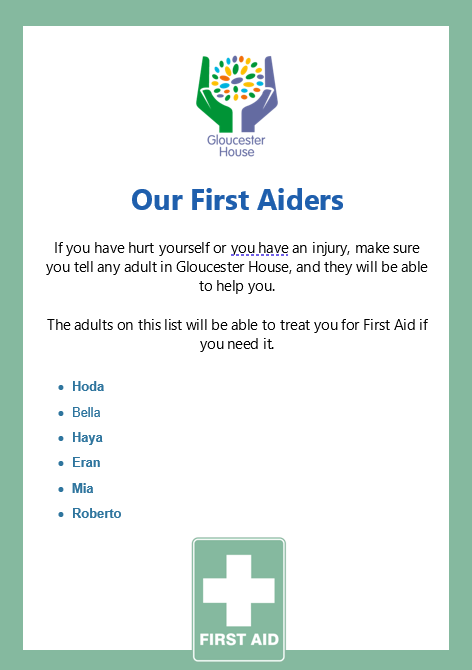 Gloucester
House
Our First Aiders
If you have hurt yourself or you have an injury, make sure
you tell any adult in Gloucester House, and they will be able
to help you.
The adults on this list will be able to treat you for First Aid if
you need it.
• Hoda
• Bella
• Haya
• Eran
• Mia
• Roberto
FIRST AID